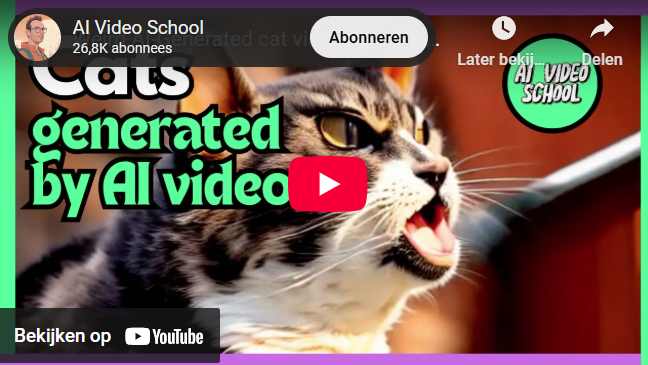 AI Video School
26,8K abonnees
Abonneren
Later bekij...
Delen
Cats
generated
by AI video
AI VIDEO
SCHOOL
Bekijken op YouTube